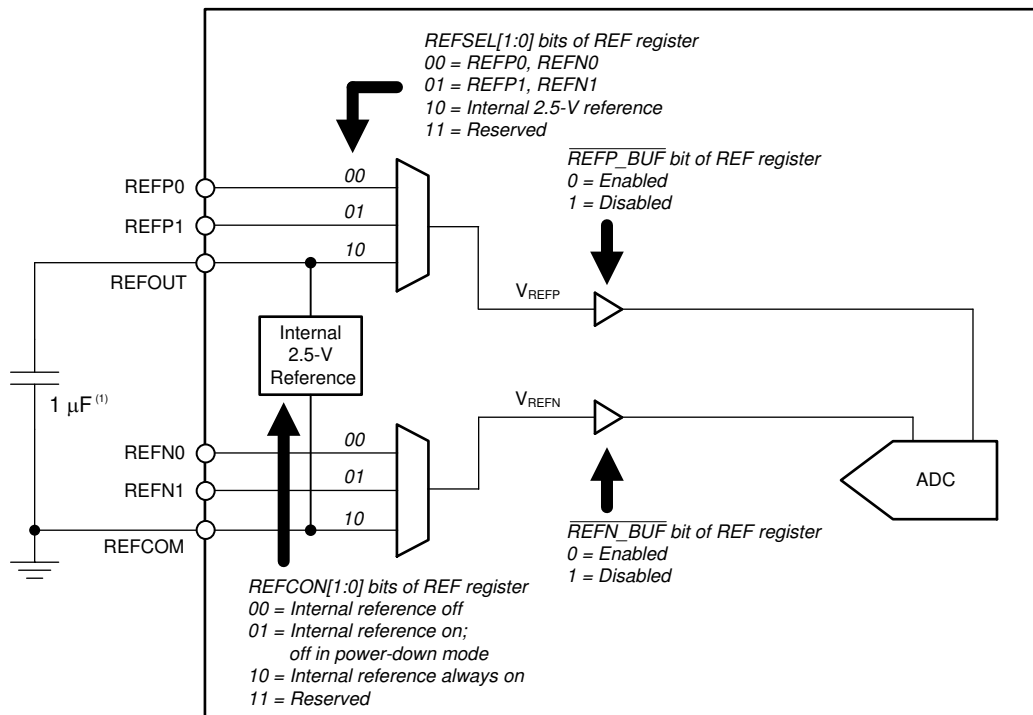 REFSEL[1:0] bits of REF register
00 = REFP0, REFN0
01 = REFP1, REFN1
10 = Internal 2.5-V reference
11 = Reserved
REFP_BUF bit of REF register
0 = Enabled
1 = Disabled
REFP0
00
REFP1
01
REFOUT
10
VREFP
Internal
2.5-V
Reference
1 μF(1)
VREFN
REFN0
00
REFN1
01
ADC
REFCOM
10
REFN_BUF bit of REF register
0 = Enabled
1 = Disabled
REFCON[1:0] bits of REF register
00 = Internal reference off
01 = Internal reference on;
off in power-down mode
10 = Internal reference always on
11 = Reserved